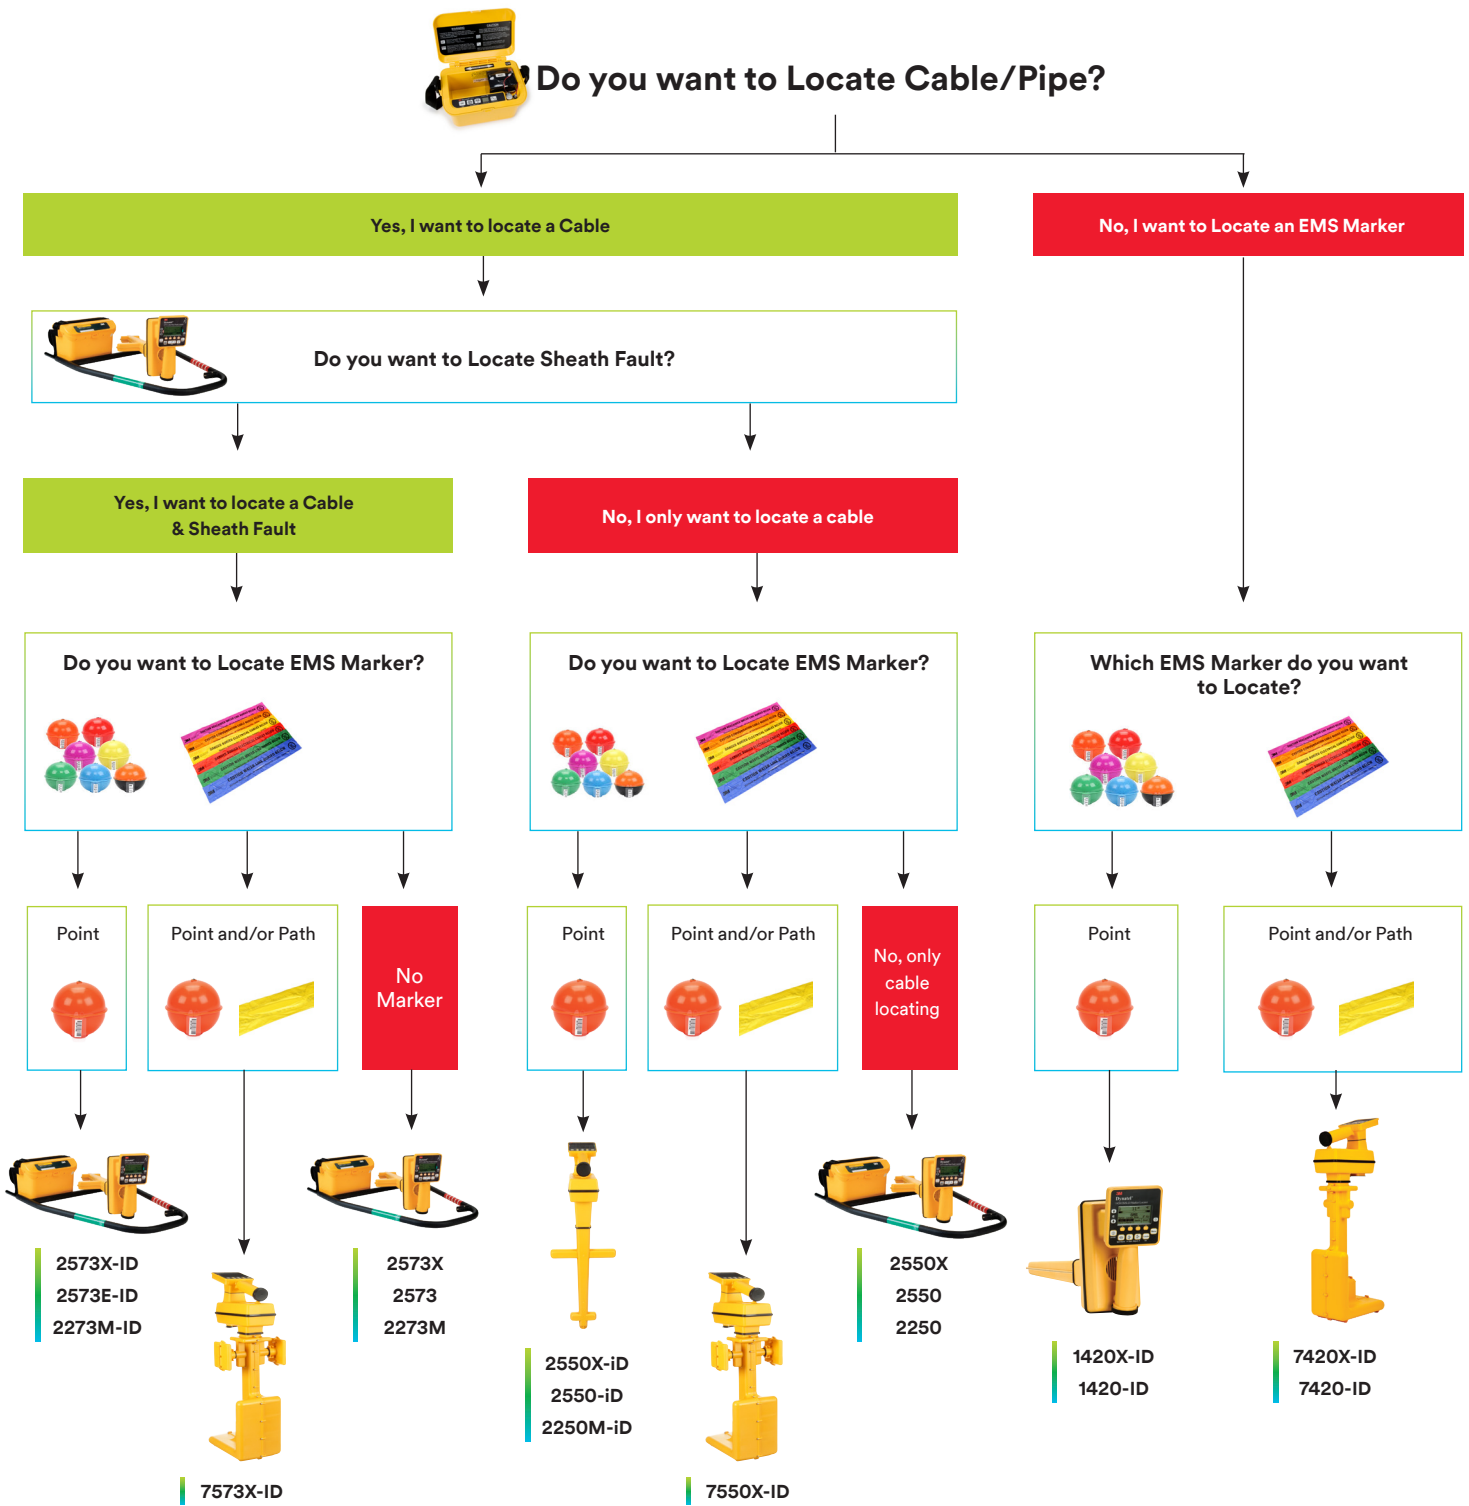 Do you want to Locate Cable/Pipe?
Yes, I want to locate a Cable
No, I want to Locate an EMS Marker
Do you want to Locate Sheath Fault?
Yes, I want to locate a Cable
& Sheath Fault
No, I only want to locate a cable
Do you want to Locate EMS Marker?
Do you want to Locate EMS Marker?
Which EMS Marker do you want
to Locate?
Point
Point and/or Path
No
Marker
Point
Point and/or Path
No, only
cable
locating
Point
Point and/or Path
2573X-ID
2573E-ID
2273M-ID
7573X-ID
2573X
2573
2273M
2550X-iD
2550-iD
2250M-iD
7550X-ID
2550X
2550
2250
1420X-ID
1420-ID
7420X-ID
7420-ID